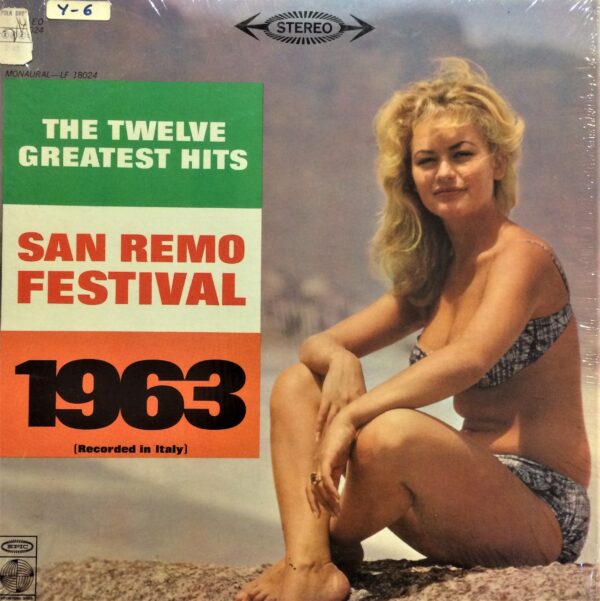 Y-6
STEREO
MONAURAL—LF 18024
THE TWELVE
GREATEST HITS
SAN REMO
FESTIVAL
1963
(Recorded in Italy)
EPIC